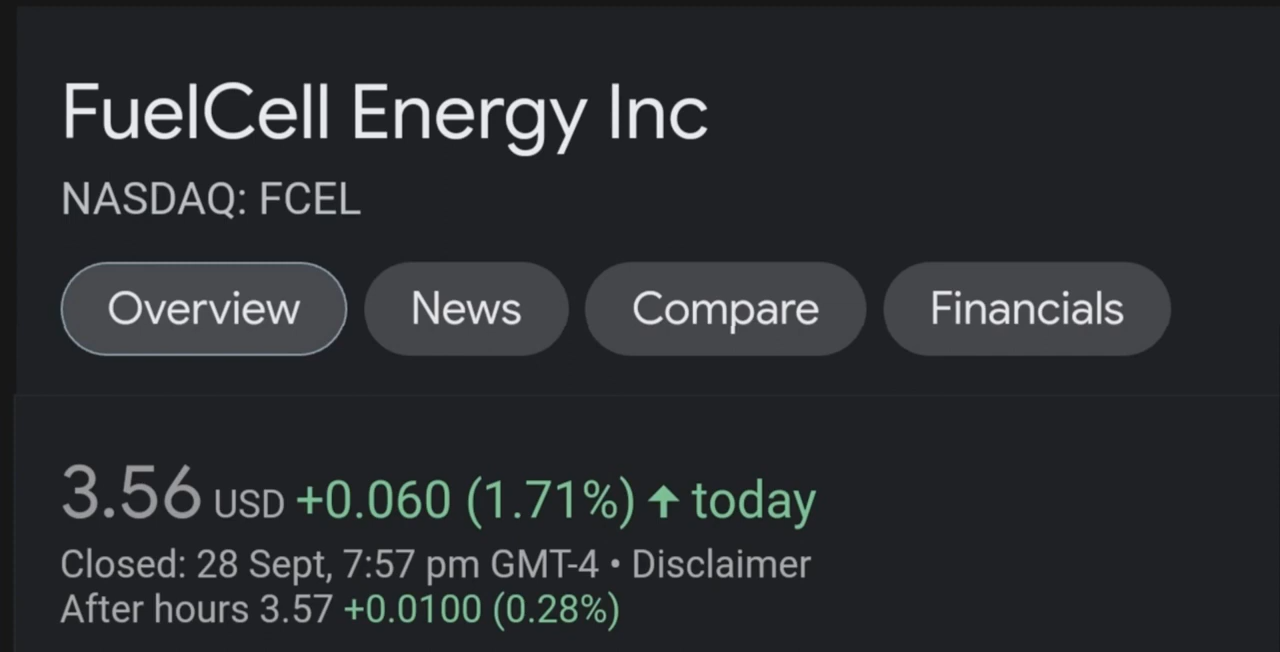 FuelCell Energy Inc
NASDAQ: FCEL
Overview News Compare Financials
3.56 USD +0.060 (1.71%) ↑ today
Closed: 28 Sept, 7:57 pm GMT-4 • Disclaimer
After hours 3.57 +0.0100 (0.28%)